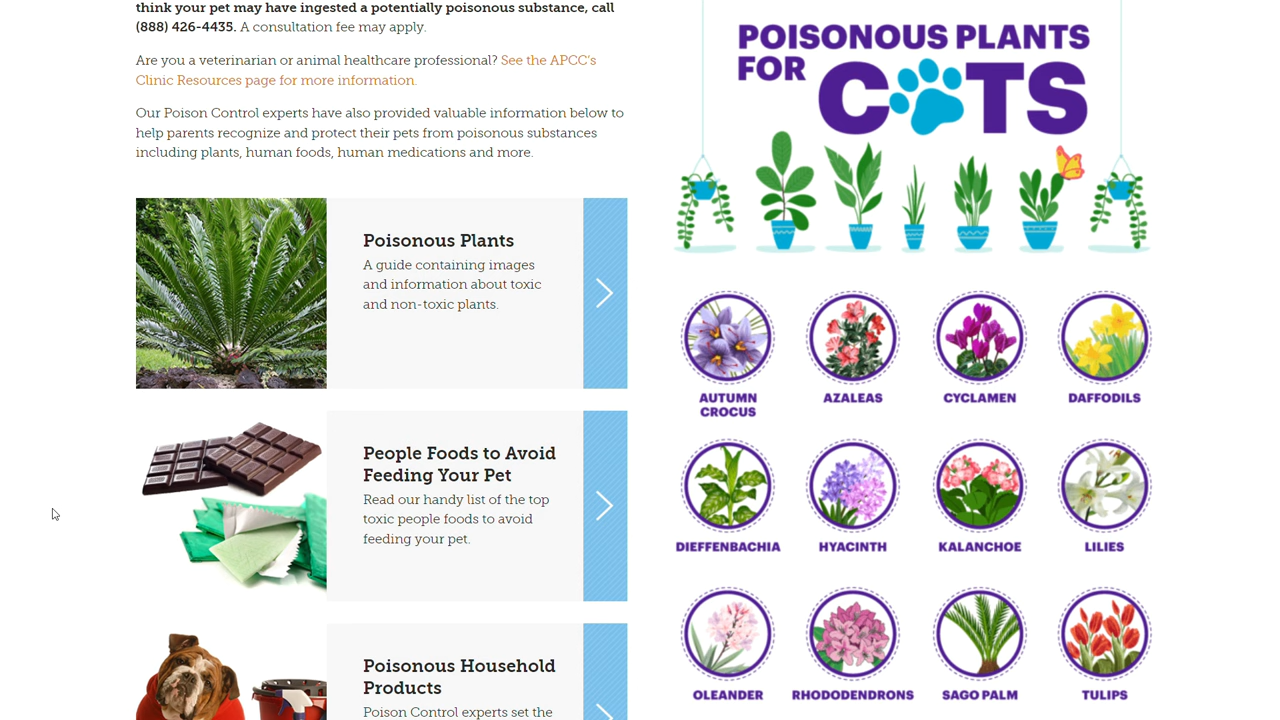 think your pet may have ingested a potentially poisonous substance, call
(888) 426-4435. A consultation fee may apply.
Are you a veterinarian or animal healthcare professional? See the APCC's
Clinic Resources page for more information.
Our Poison Control experts have also provided valuable information below to
help parents recognize and protect their pets from poisonous substances
including plants, human foods, human medications and more.
Poisonous Plants
A guide containing images
and information about toxic
and non-toxic plants.
People Foods to Avoid
Feeding Your Pet
Read our handy list of the top
toxic people foods to avoid
feeding your pet.
Poisonous Household
Products
Poison Control experts set the
POISONOUS PLANTS
FOR CATS
AUTUMN
CROCUS
AZALEAS
CYCLAMEN
DAFFODILS
DIEFFENBACHIA
HYACINTH
KALANCHOE
LILIES
OLEANDER
RHODODENDRONS
SAGO PALM
TULIPS